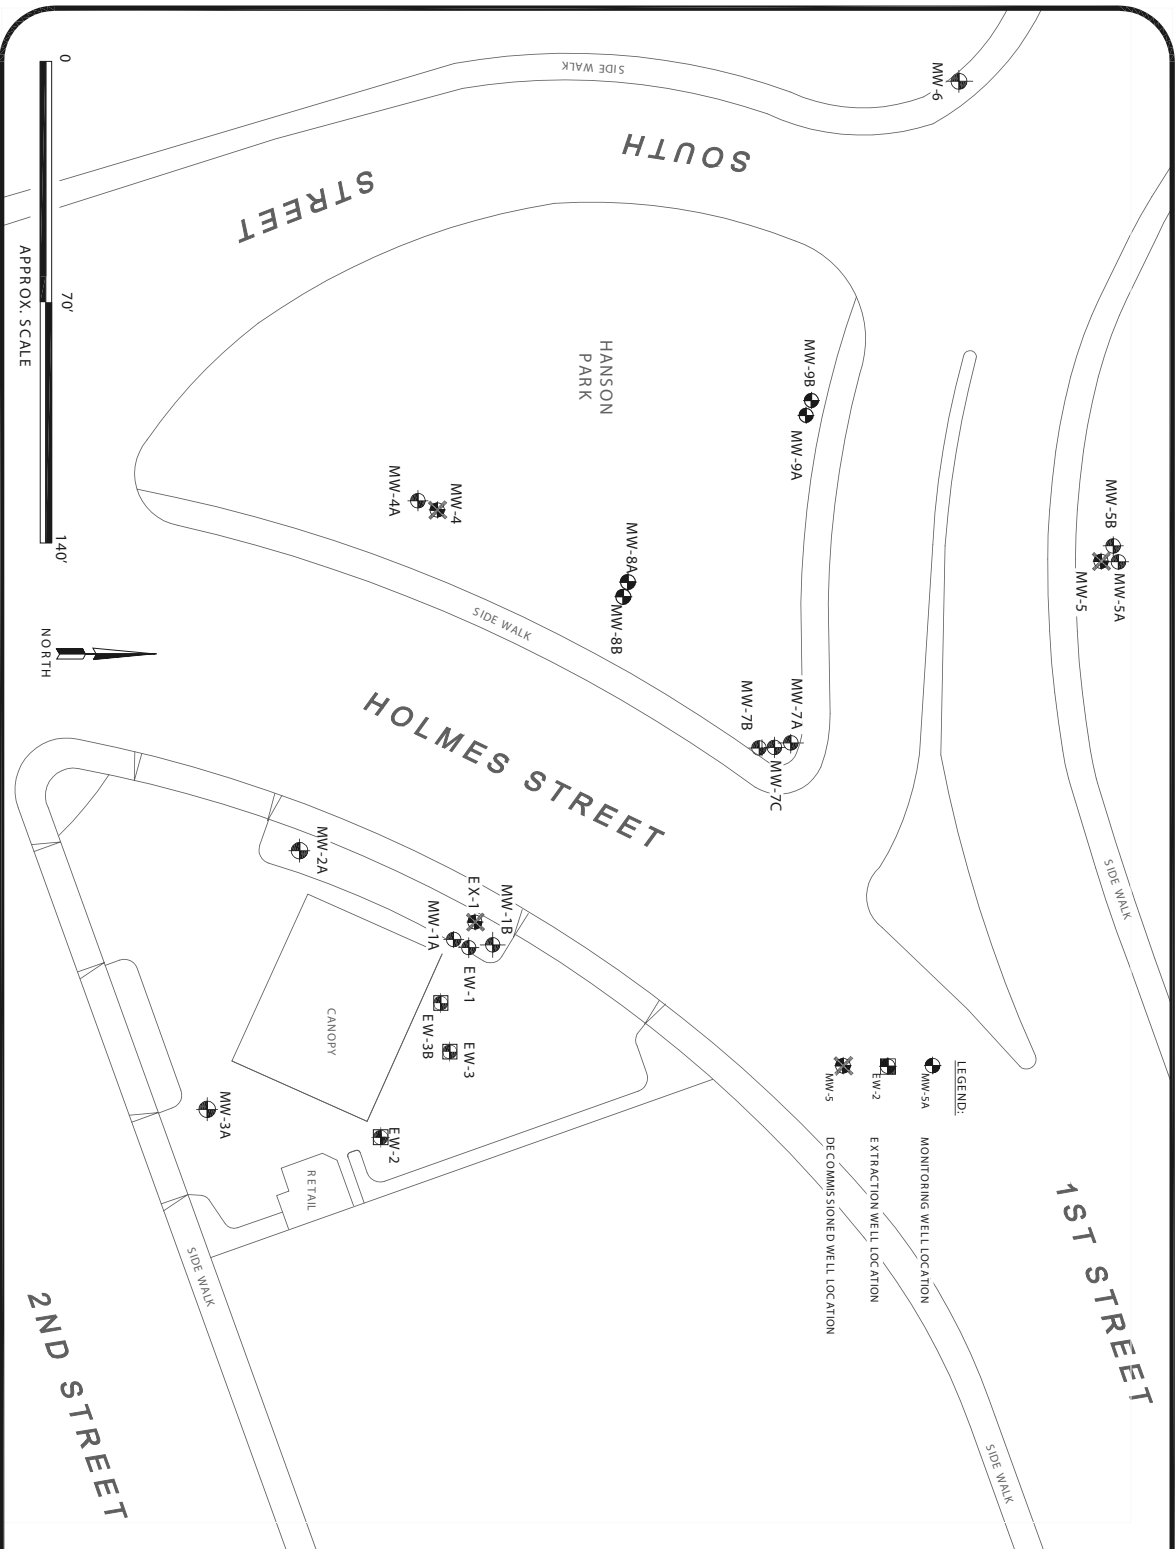 0
70'
140'
APPROX. SCALE
NORTH
SIDE WALK
SOUTH
STREET
MW-6
HANSON
PARK
MW-9B
MW-9A
MW-4A
MW-4
MW-8A
MW-8B
SIDE WALK
MW-7B
MW-7A
MW-7C
MW-5B
MW-5A
MW-5
SIDE WALK
HOLMES STREET
MW-2A
EX-1
MW-1B
MW-1A
EW-1
EW-3B
EW-3
CANOPY
MW-3A
EW-2
RETAIL
SIDE WALK
2ND STREET
1ST STREET
SIDE WALK
LEGEND:
MW-5A MONITORING WELL LOCATION
EW-2 EXTRACTION WELL LOCATION
MW-5 DECOMMISSIONED WELL LOCATION